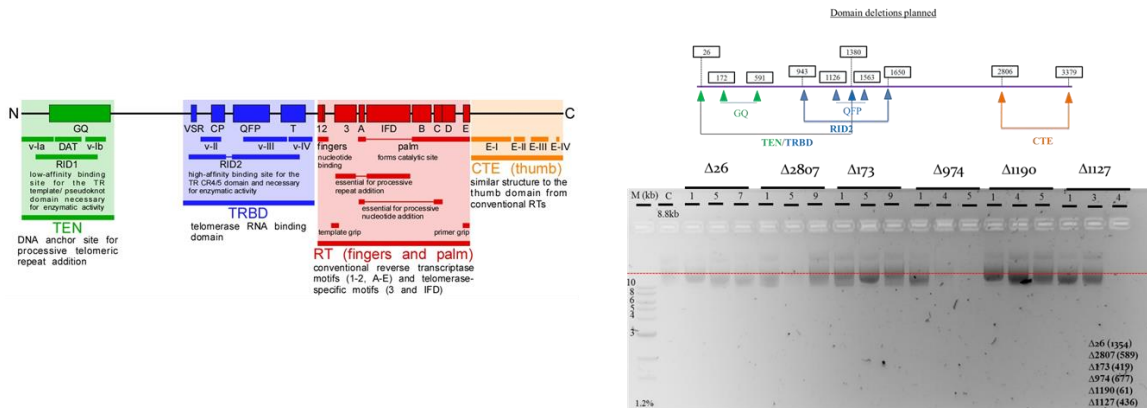 N
C
GQ
VSR CP QFP T
12 3 A IFD B C D E
v-Ia DAT v-Ib
RID1
low-affinity binding
site for the TR
template/ pseudoknot
domain necessary for
enzymatic activity
TEN
DNA anchor site for
processive telomeric
repeat addition
v-II v-III v-IV
RID2
high-affinity binding site for the
TR CR4/5 domain and necessary
for enzymatic activity
TRBD
telomerase RNA binding
domain
fingers
nucleotide
binding
palm
forms catalytic site
essential for processive
repeat addition
essential for processive
nucleotide addition
template grip
primer grip
RT (fingers and palm)
conventional reverse transcriptase
motifs (1-2, A-E) and telomerase-
specific motifs (3 and IFD)
E-I E-II E-III E-IV
CTE (thumb)
similar structure to the
thumb domain from
conventional RTs
Domain deletions planned
26 1380
172 591 943 1126 1563 1650 2806 3379
GQ
QFP
RID2
TEN/TRBD
CTE
Δ26 Δ2807 Δ173 Δ974 Δ1190 Δ1127
M (kb) C 1 5 7 1 5 9 1 5 9 1 4 5 1 4 5 1 3 4
8.8kb
10
8
6
5
4
3
1
Δ26 (1354)
Δ2807 (589)
Δ173 (419)
Δ974 (677)
Δ1190 (61)
Δ1127 (436)
1.2%